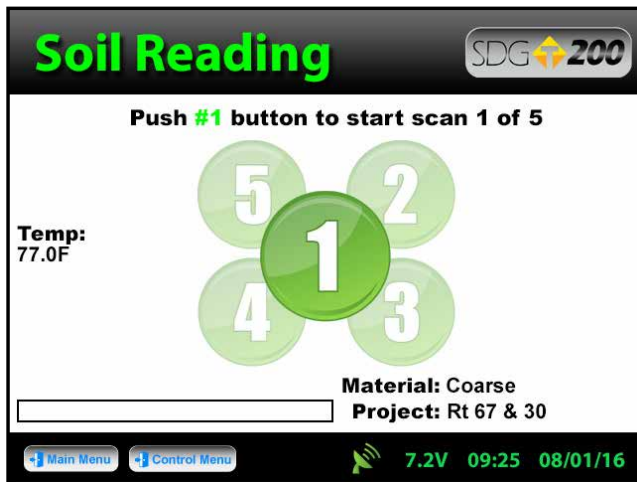 Soil Reading
SDG 200
Push #1 button to start scan 1 of 5
5 2
1
4 3
Temp:
77.0F
Material: Coarse
Project: Rt 67 & 30
Main Menu Control Menu 7.2V 09:25 08/01/16